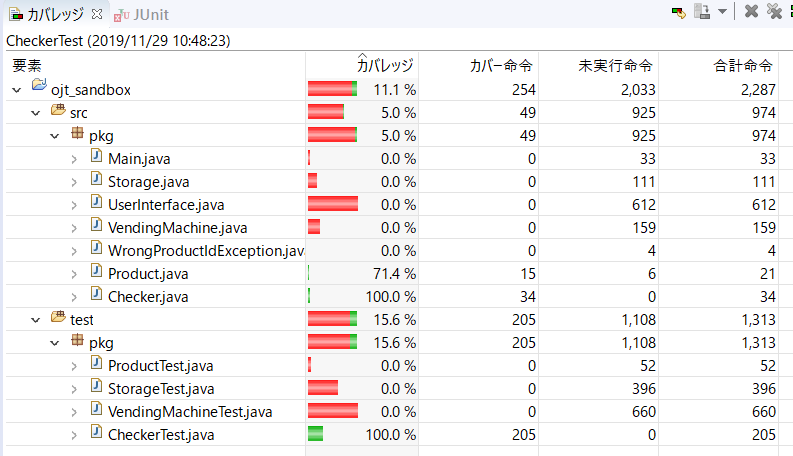 カバレッジ JUnit
CheckerTest (2019/11/29 10:48:23)
要素 カバレッジ カバー命令 未実行命令 合計命令
ojt_sandbox 11.1 % 254 2,033 2,287
src 5.0 % 49 925 974
pkg 5.0 % 49 925 974
Main.java 0.0 % 0 33 33
Storage.java 0.0 % 0 111 111
UserInterface.java 0.0 % 0 612 612
VendingMachine.java 0.0 % 0 159 159
WrongProductIdException.java 0.0 % 0 4 4
Product.java 71.4 % 15 6 21
Checker.java 100.0 % 34 0 34
test 15.6 % 205 1,108 1,313
pkg 15.6 % 205 1,108 1,313
ProductTest.java 0.0 % 0 52 52
StorageTest.java 0.0 % 0 396 396
VendingMachineTest.java 0.0 % 0 660 660
CheckerTest.java 100.0 % 205 0 205